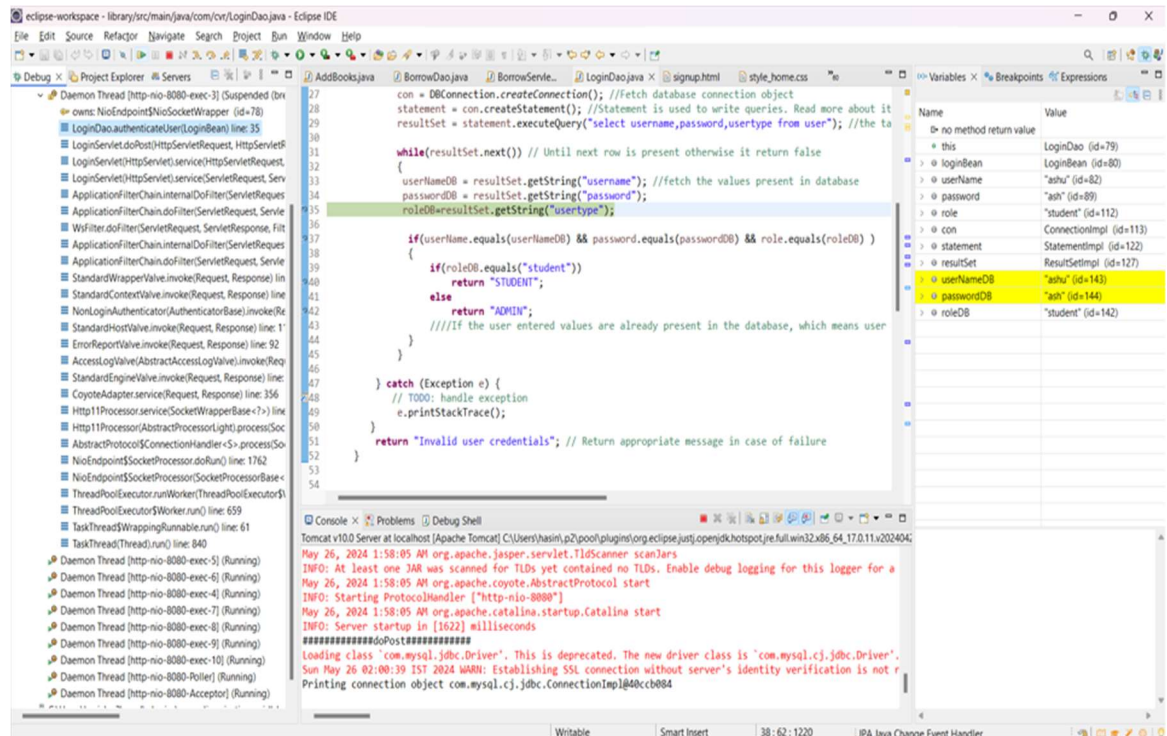 eclipse-workspace - library/src/main/java/com/cvr/LoginDao.java - Eclipse IDE
File Edit Source Refactor Navigate Search Project Run Window Help
Debug Project Explorer Servers
Daemon Thread [http-nio-8080-exec-3] (Suspended (bre
owns: NioEndpoint$NioSocketWrapper (id=78)
LoginDao.authenticateUser(LoginBean) line: 35
LoginServlet.doPost(HttpServletRequest, HttpServletR
LoginServlet(HttpServlet).service(HttpServletRequest,
LoginServlet(HttpServlet).service(ServletRequest, Serv
ApplicationFilterChain.internalDoFilter(ServletReques
ApplicationFilterChain.doFilter(ServletRequest, Servle
WsFilter.doFilter(ServletRequest, ServletResponse, Filt
ApplicationFilterChain.internalDoFilter(ServletReques
ApplicationFilterChain.doFilter(ServletRequest, Servle
StandardWrapperValve.invoke(Request, Response) lin
StandardContextValve.invoke(Request, Response) line
NonLoginAuthenticator(AuthenticatorBase).invoke(Re
StandardHostValve.invoke(Request, Response) line: 1
ErrorReportValve.invoke(Request, Response) line: 92
AccessLogValve(AbstractAccessLogValve).invoke(Requ
StandardEngineValve.invoke(Request, Response) line:
CoyoteAdapter.service(Request, Response) line: 356
Http11Processor.service(SocketWrapperBase<?>) line
Http11Processor(AbstractProcessorLight).process(Soc
AbstractProtocol$ConnectionHandler<S>.process(So
NioEndpoint$SocketProcessor.doRun() line: 1762
NioEndpoint$SocketProcessor(SocketProcessorBase<
ThreadPoolExecutor.runWorker(ThreadPoolExecutor$\
ThreadPoolExecutor$Worker.run() line: 659
TaskThread$WrappingRunnable.run() line: 61
TaskThread(Thread).run() line: 840
Daemon Thread [http-nio-8080-exec-5] (Running)
Daemon Thread [http-nio-8080-exec-6] (Running)
Daemon Thread [http-nio-8080-exec-4] (Running)
Daemon Thread [http-nio-8080-exec-7] (Running)
Daemon Thread [http-nio-8080-exec-8] (Running)
Daemon Thread [http-nio-8080-exec-9] (Running)
Daemon Thread [http-nio-8080-exec-10] (Running)
Daemon Thread [http-nio-8080-Poller] (Running)
Daemon Thread [http-nio-8080-Acceptor] (Running)
AddBooks.java BorrowDao.java BorrowServle... LoginDao.java signup.html style_home.css
27 con = DBConnection.createConnection(); //Fetch database connection object
28 statement = con.createStatement(); //Statement is used to write queries. Read more about it
29 resultSet = statement.executeQuery("select username,password,usertype from user"); //the ta
30
31 while(resultSet.next()) // Until next row is present otherwise it return false
32 {
33 userNameDB = resultSet.getString("username"); //fetch the values present in database
34 passwordDB = resultSet.getString("password");
35 roleDB=resultSet.getString("usertype");
36
37 if(userName.equals(userNameDB) && password.equals(passwordDB) && role.equals(roleDB) )
38 {
39 if(roleDB.equals("student"))
40 return "STUDENT";
41 else
42 return "ADMIN";
43 ////If the user entered values are already present in the database, which means user
44 }
45 }
46
47 } catch (Exception e) {
48 // TODO: handle exception
49 e.printStackTrace();
50 }
51 return "Invalid user credentials"; // Return appropriate message in case of failure
52 }
53
54
Console Problems Debug Shell
Tomcat v10.0 Server at localhost [Apache Tomcat] C:\Users\hasin\.p2\pool\plugins\org.eclipse.justj.openjdk.hotspot.jre.full.win32.x86_64_17.0.11.v2024042
May 26, 2024 1:58:05 AM org.apache.jasper.servlet.TldScanner scanJars
INFO: At least one JAR was scanned for TLDs yet contained no TLDs. Enable debug logging for this logger for a
May 26, 2024 1:58:05 AM org.apache.coyote.AbstractProtocol start
INFO: Starting ProtocolHandler ["http-nio-8080"]
May 26, 2024 1:58:05 AM org.apache.catalina.startup.Catalina start
INFO: Server startup in [1622] milliseconds
#############doPost############
Loading class `com.mysql.jdbc.Driver'. This is deprecated. The new driver class is `com.mysql.cj.jdbc.Driver'.
Sun May 26 02:00:39 IST 2024 WARN: Establishing SSL connection without server's identity verification is not r
Printing connection object com.mysql.cj.jdbc.ConnectionImpl@40ccb084
Variables Breakpoints Expressions
Name Value
no method return value
this LoginDao (id=79)
loginBean LoginBean (id=80)
userName "ashu" (id=82)
password "ash" (id=89)
role "student" (id=112)
con ConnectionImpl (id=113)
statement StatementImpl (id=122)
resultSet ResultSetImpl (id=127)
userNameDB "ashu" (id=143)
passwordDB "ash" (id=144)
roleDB "student" (id=142)
Writable Smart Insert 38 : 62 : 1220 JPA Java Change Event Handler